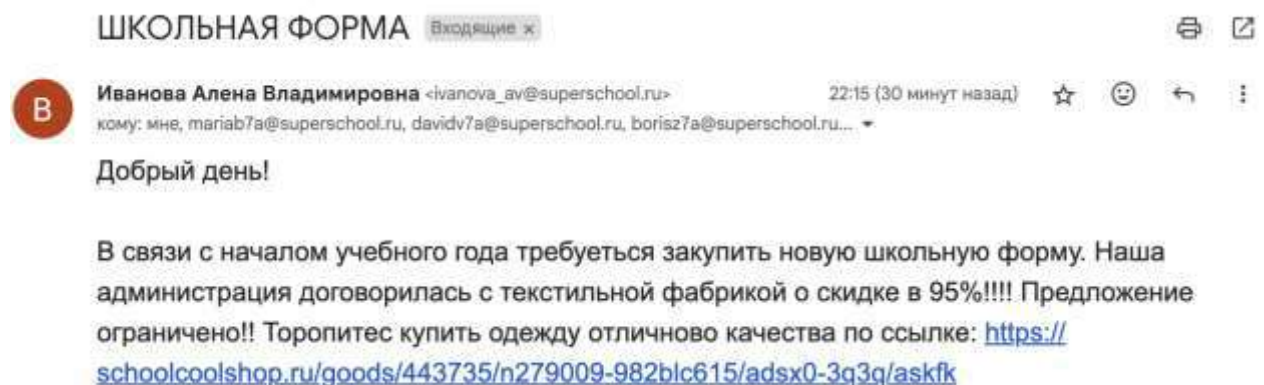 ШКОЛЬНАЯ ФОРМА Входящие ×
В
Иванова Алена Владимировна <ivanova_av@superschool.ru> 22:15 (30 минут назад)
кому: мне, mariab7a@superschool.ru, davidv7a@superschool.ru, borisz7a@superschool.ru...
Добрый день!
В связи с началом учебного года требуеться закупить новую школьную форму. Наша
администрация договорилась с текстильной фабрикой о скидке в 95%!!!! Предложение
ограничено!! Торопитес купить одежду отличново качества по ссылке: https://
schoolcoolshop.ru/goods/443735/n279009-982blc615/adsx0-3q3q/askfk